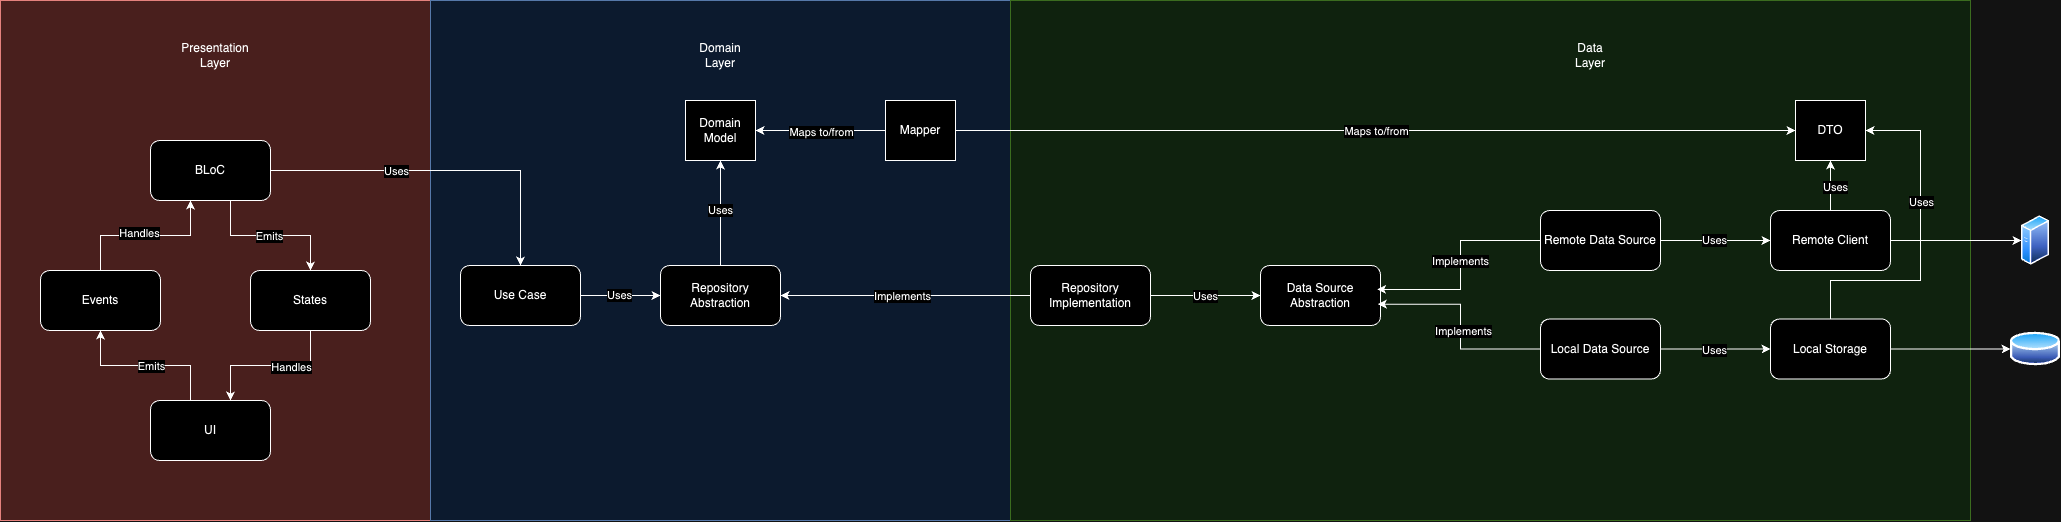 Presentation
Layer
Domain
Layer
Data
Layer
Domain
Model
Maps to/from
Mapper
Maps to/from
DTO
BLoC
Uses
Uses
Uses
Uses
Handles
Emits
Remote Data Source
Uses
Remote Client
Implements
Events
States
Use Case
Uses
Repository
Abstraction
Implements
Repository
Implementation
Uses
Data Source
Abstraction
Implements
Local Data Source
Uses
Local Storage
Emits
Handles
UI